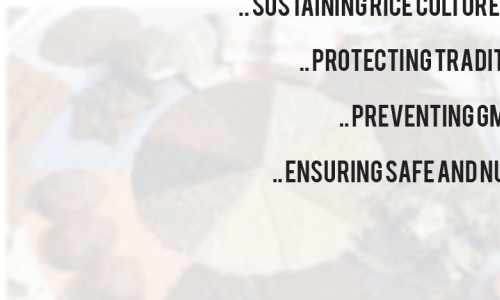 .. SUSTAINING RICE CULTURE
.. PROTECTING TRADIT
.. PREVENTING GM
.. ENSURING SAFE AND NU